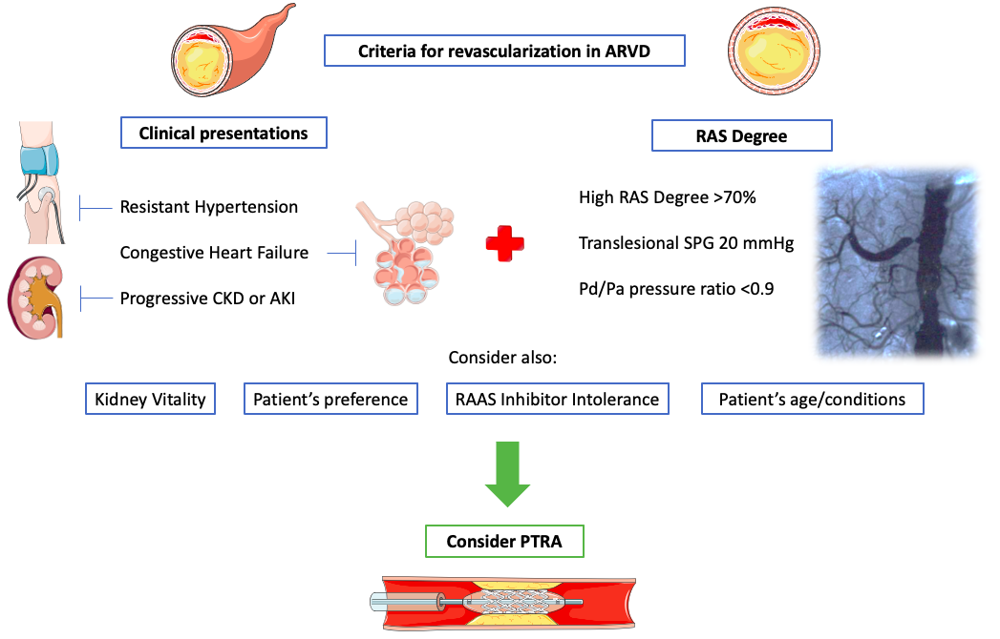 Criteria for revascularization in ARVD
Clinical presentations
RAS Degree
Resistant Hypertension
Congestive Heart Failure
Progressive CKD or AKI
High RAS Degree >70%
Translesional SPG 20 mmHg
Pd/Pa pressure ratio <0.9
Consider also:
Kidney Vitality
Patient’s preference
RAAS Inhibitor Intolerance
Patient’s age/conditions
Consider PTRA